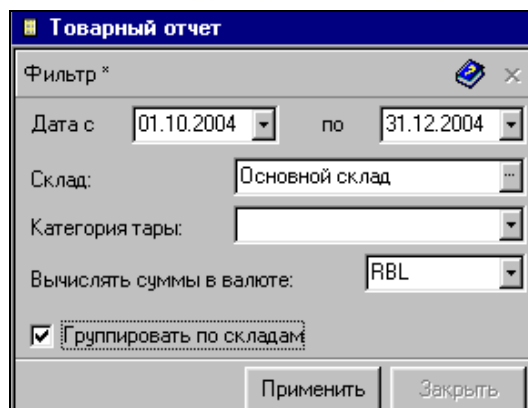 Товарный отчет
Фильтр *
Дата с 01.10.2004 по 31.12.2004
Склад: Основной склад ...
Категория тары:
Вычислять суммы в валюте: RBL
Группировать по складам
Применить Закрыть